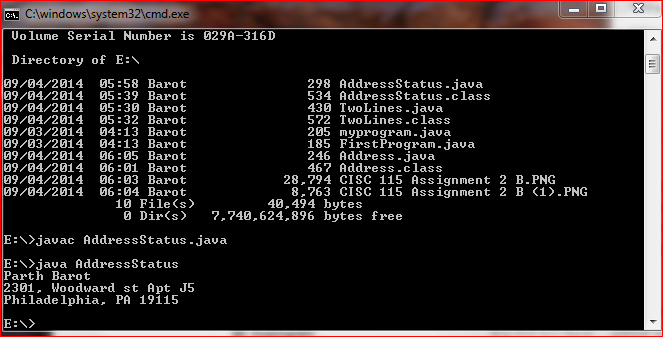 C:\windows\system32\cmd.exe
Volume Serial Number is 029A-316D
Directory of E:\
09/04/2014 05:58 Barot 298 AddressStatus.java
09/04/2014 05:39 Barot 534 AddressStatus.class
09/04/2014 05:30 Barot 430 TwoLines.java
09/04/2014 05:32 Barot 572 TwoLines.class
09/03/2014 04:13 Barot 205 myprogram.java
09/03/2014 04:13 Barot 185 FirstProgram.java
09/04/2014 06:05 Barot 246 Address.java
09/04/2014 06:01 Barot 467 Address.class
09/04/2014 06:03 Barot 28,794 CISC 115 Assignment 2 B.PNG
09/04/2014 06:04 Barot 8,763 CISC 115 Assignment 2 B (1).PNG
10 File(s) 40,494 bytes
0 Dir(s) 7,740,624,896 bytes free
E:\>javac AddressStatus.java
E:\>java AddressStatus
Parth Barot
2301, Woodward st Apt J5
Philadelphia, PA 19115
E:\>